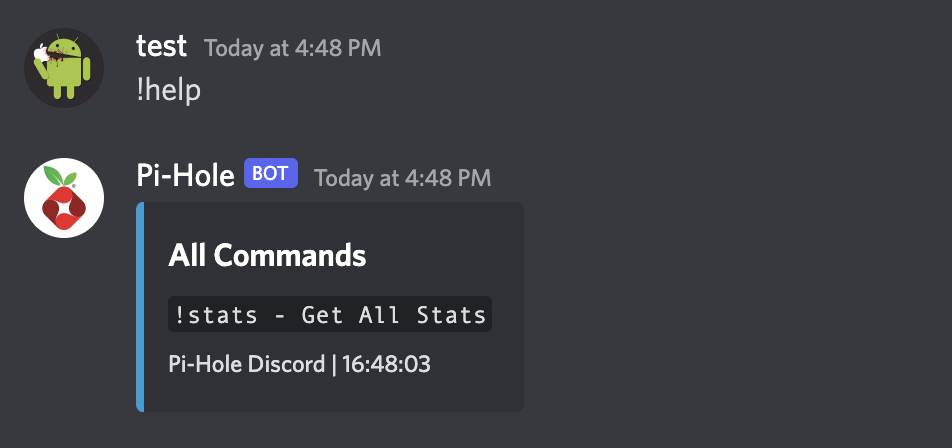 test Today at 4:48 PM
!help
Pi-Hole BOT Today at 4:48 PM
All Commands
!stats - Get All Stats
Pi-Hole Discord | 16:48:03